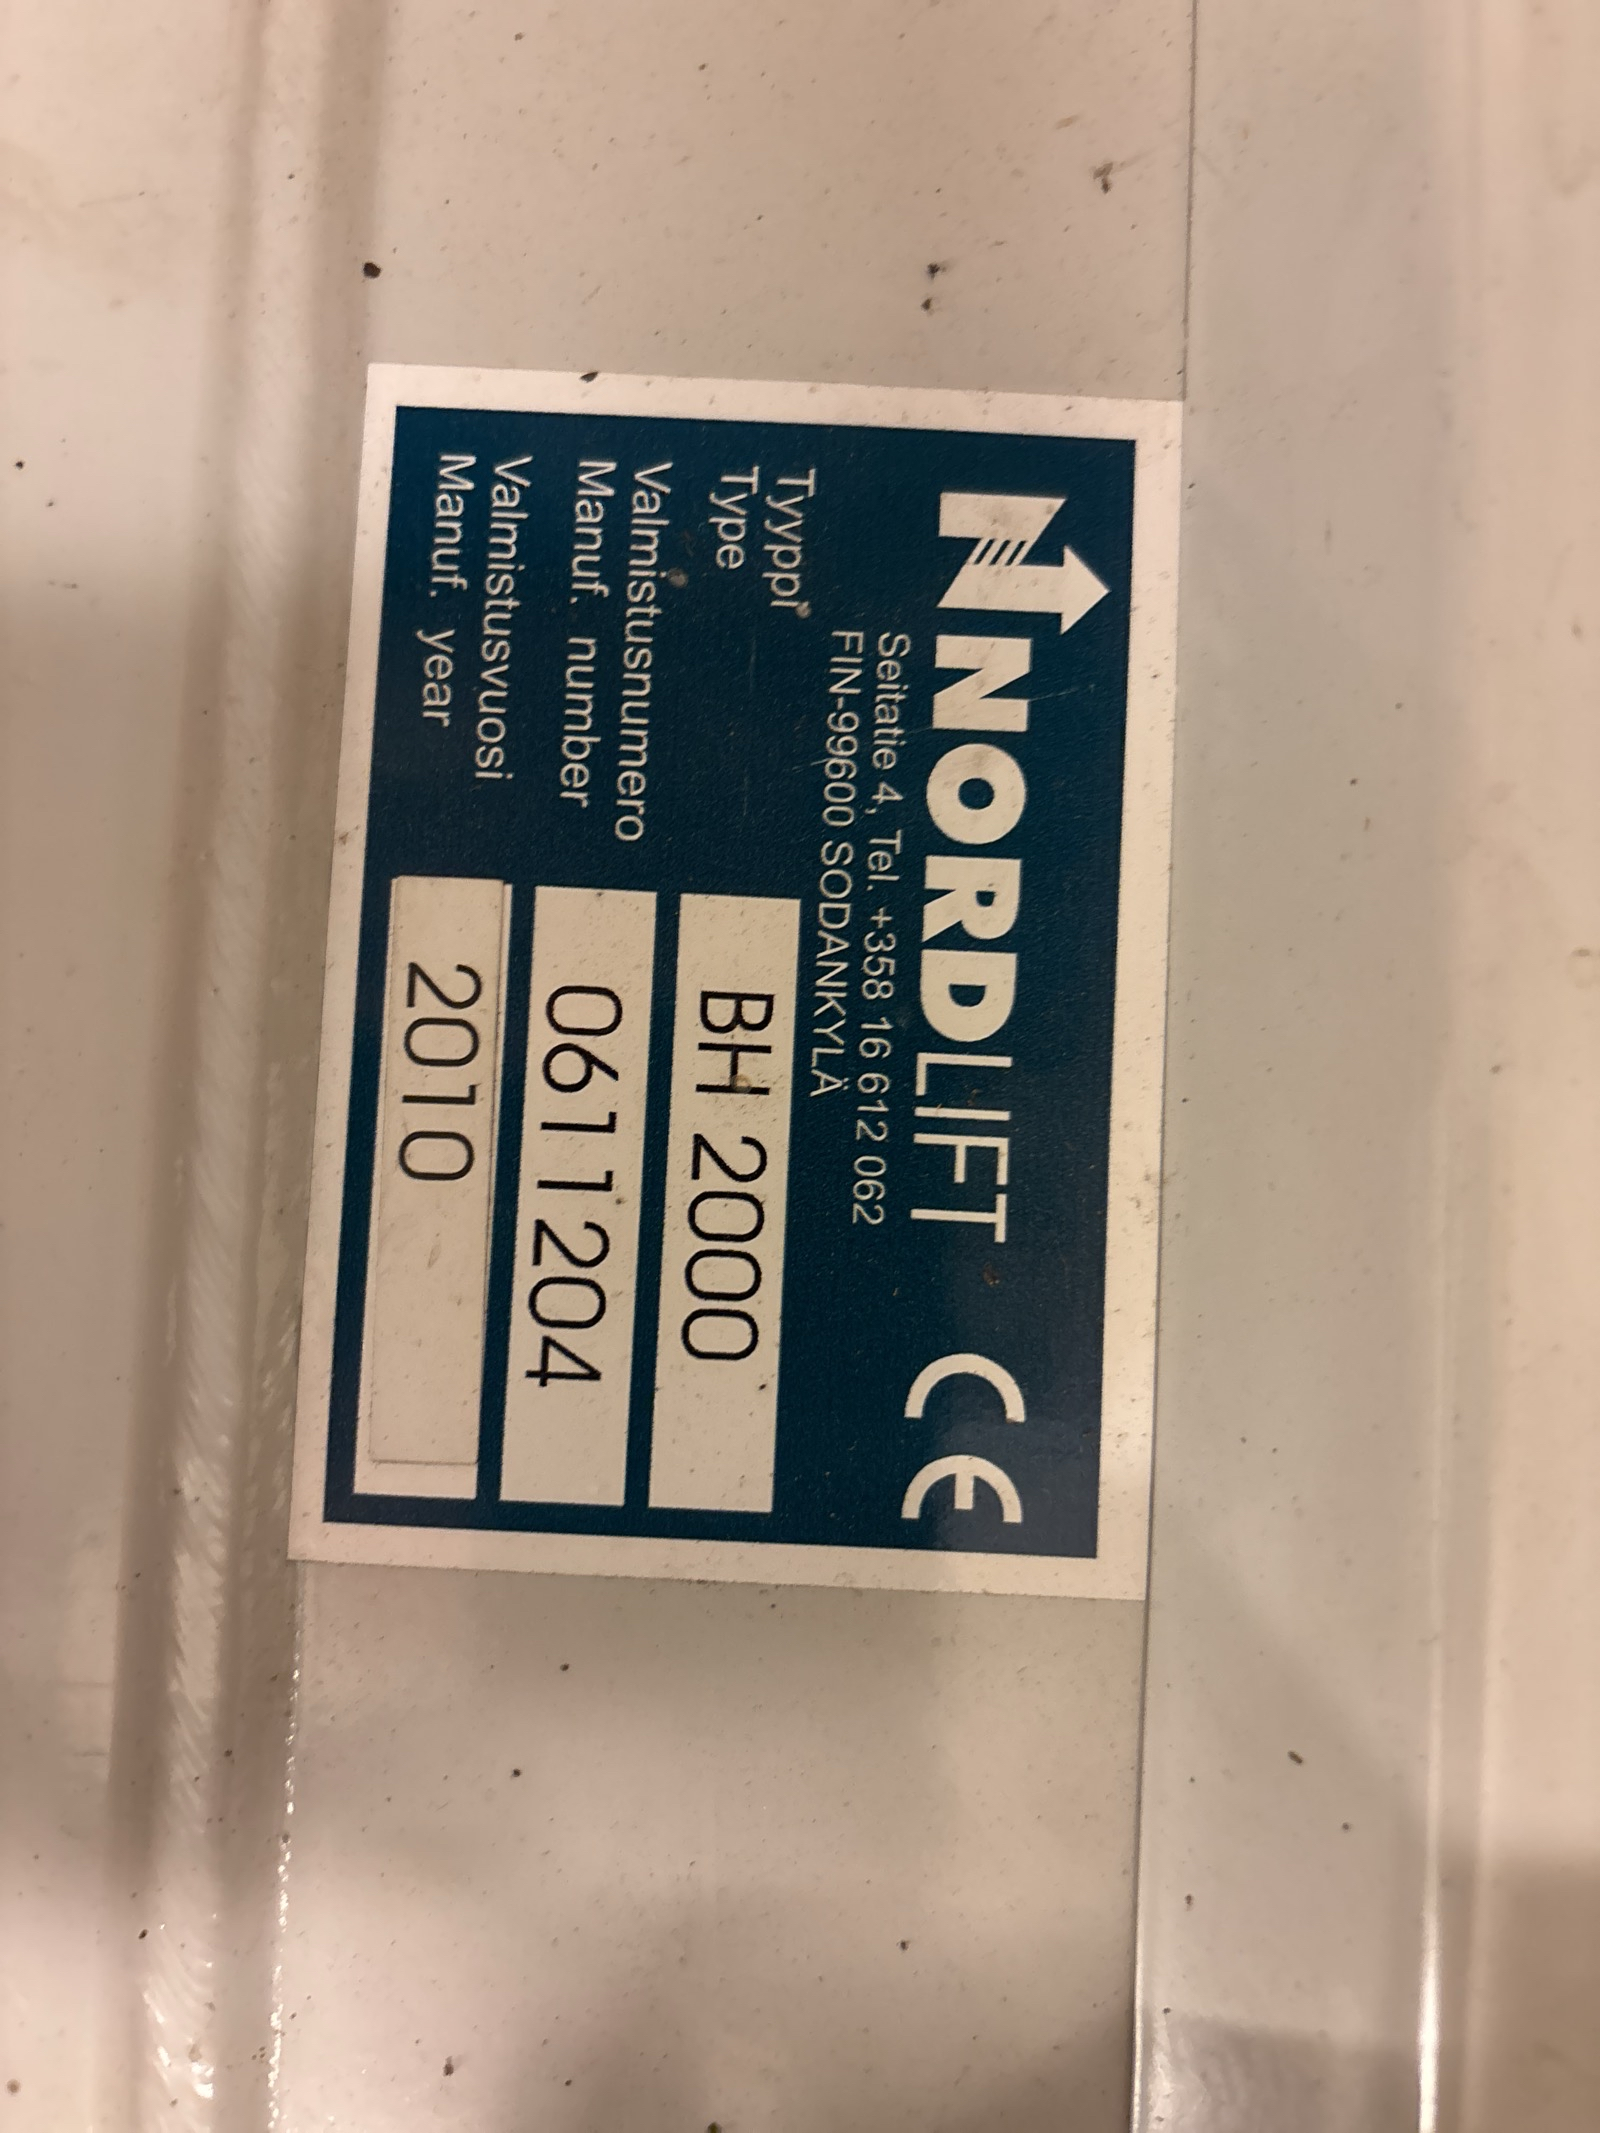 NORDLIFT CE
Seitatie 4, Tel. +358 16 612 062
FIN-99600 SODANKYLÄ
Tyyppi
Type
BH 2000
Valmistusnumero
Manuf. number
0611204
Valmistusvuosi
Manuf. year
2010